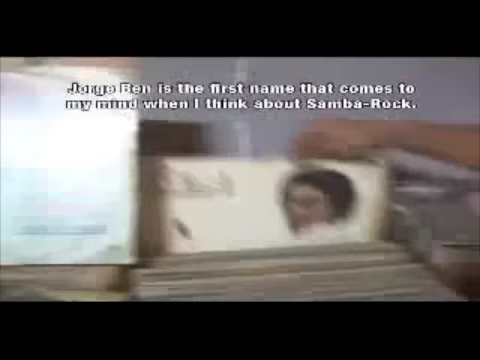 Jorge Ben is the first name that comes to
my mind when I think about Samba-Rock.